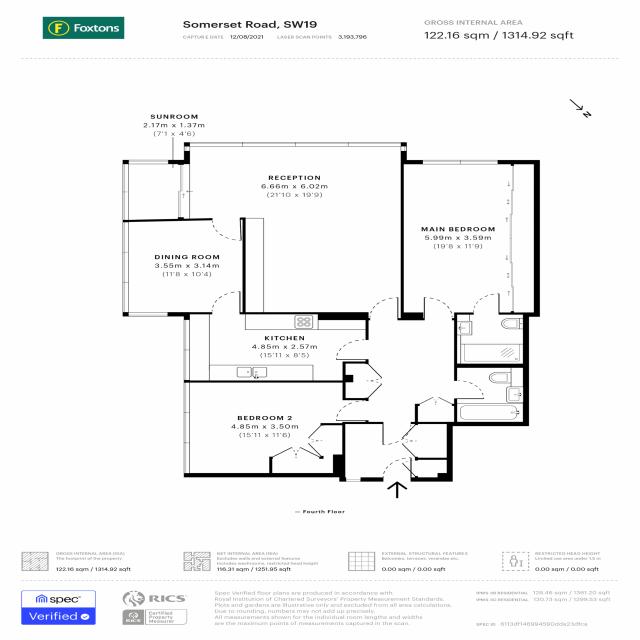 Foxtons
Somerset Road, SW19
CAPTURE DATE 12/08/2021 LASER SCAN POINTS 3,193,796
GROSS INTERNAL AREA
122.16 sqm / 1314.92 sqft
N
SUNROOM
2.17m x 1.37m
(7'1 x 4'6)
RECEPTION
6.66m x 6.02m
(21'10 x 19'9)
MAIN BEDROOM
5.99m x 3.59m
(19'8 x 11'9)
DINING ROOM
3.55m x 3.14m
(11'8 x 10'4)
KITCHEN
4.85m x 2.57m
(15'11 x 8'5)
BEDROOM 2
4.85m x 3.50m
(15'11 x 11'6)
— Fourth Floor
GROSS INTERNAL AREA (GIA)
The footprint of the property
122.16 sqm / 1314.92 sqft
NET INTERNAL AREA (NIA)
Excludes walls and external features
Includes washrooms, restricted head height
116.31 sqm / 1251.95 sqft
EXTERNAL STRUCTURAL FEATURES
Balconies, terraces, verandas etc.
0.00 sqm / 0.00 sqft
RESTRICTED HEAD HEIGHT
Limited use area under 1.5 m
0.00 sqm / 0.00 sqft
spec
Verified
RICS
Certified
Property
Measurer
Spec Verified floor plans are produced in accordance with
Royal Institution of Chartered Surveyors' Property Measurement Standards.
Plots and gardens are illustrative only and excluded from all area calculations.
Due to rounding, numbers may not add up precisely.
All measurements shown for the individual room lengths and widths
are the maximum points of measurements captured in the scan.
IPMS 3B RESIDENTIAL 128.46 sqm / 1381.20 sqft
IPMS 3C RESIDENTIAL
SPEC ID